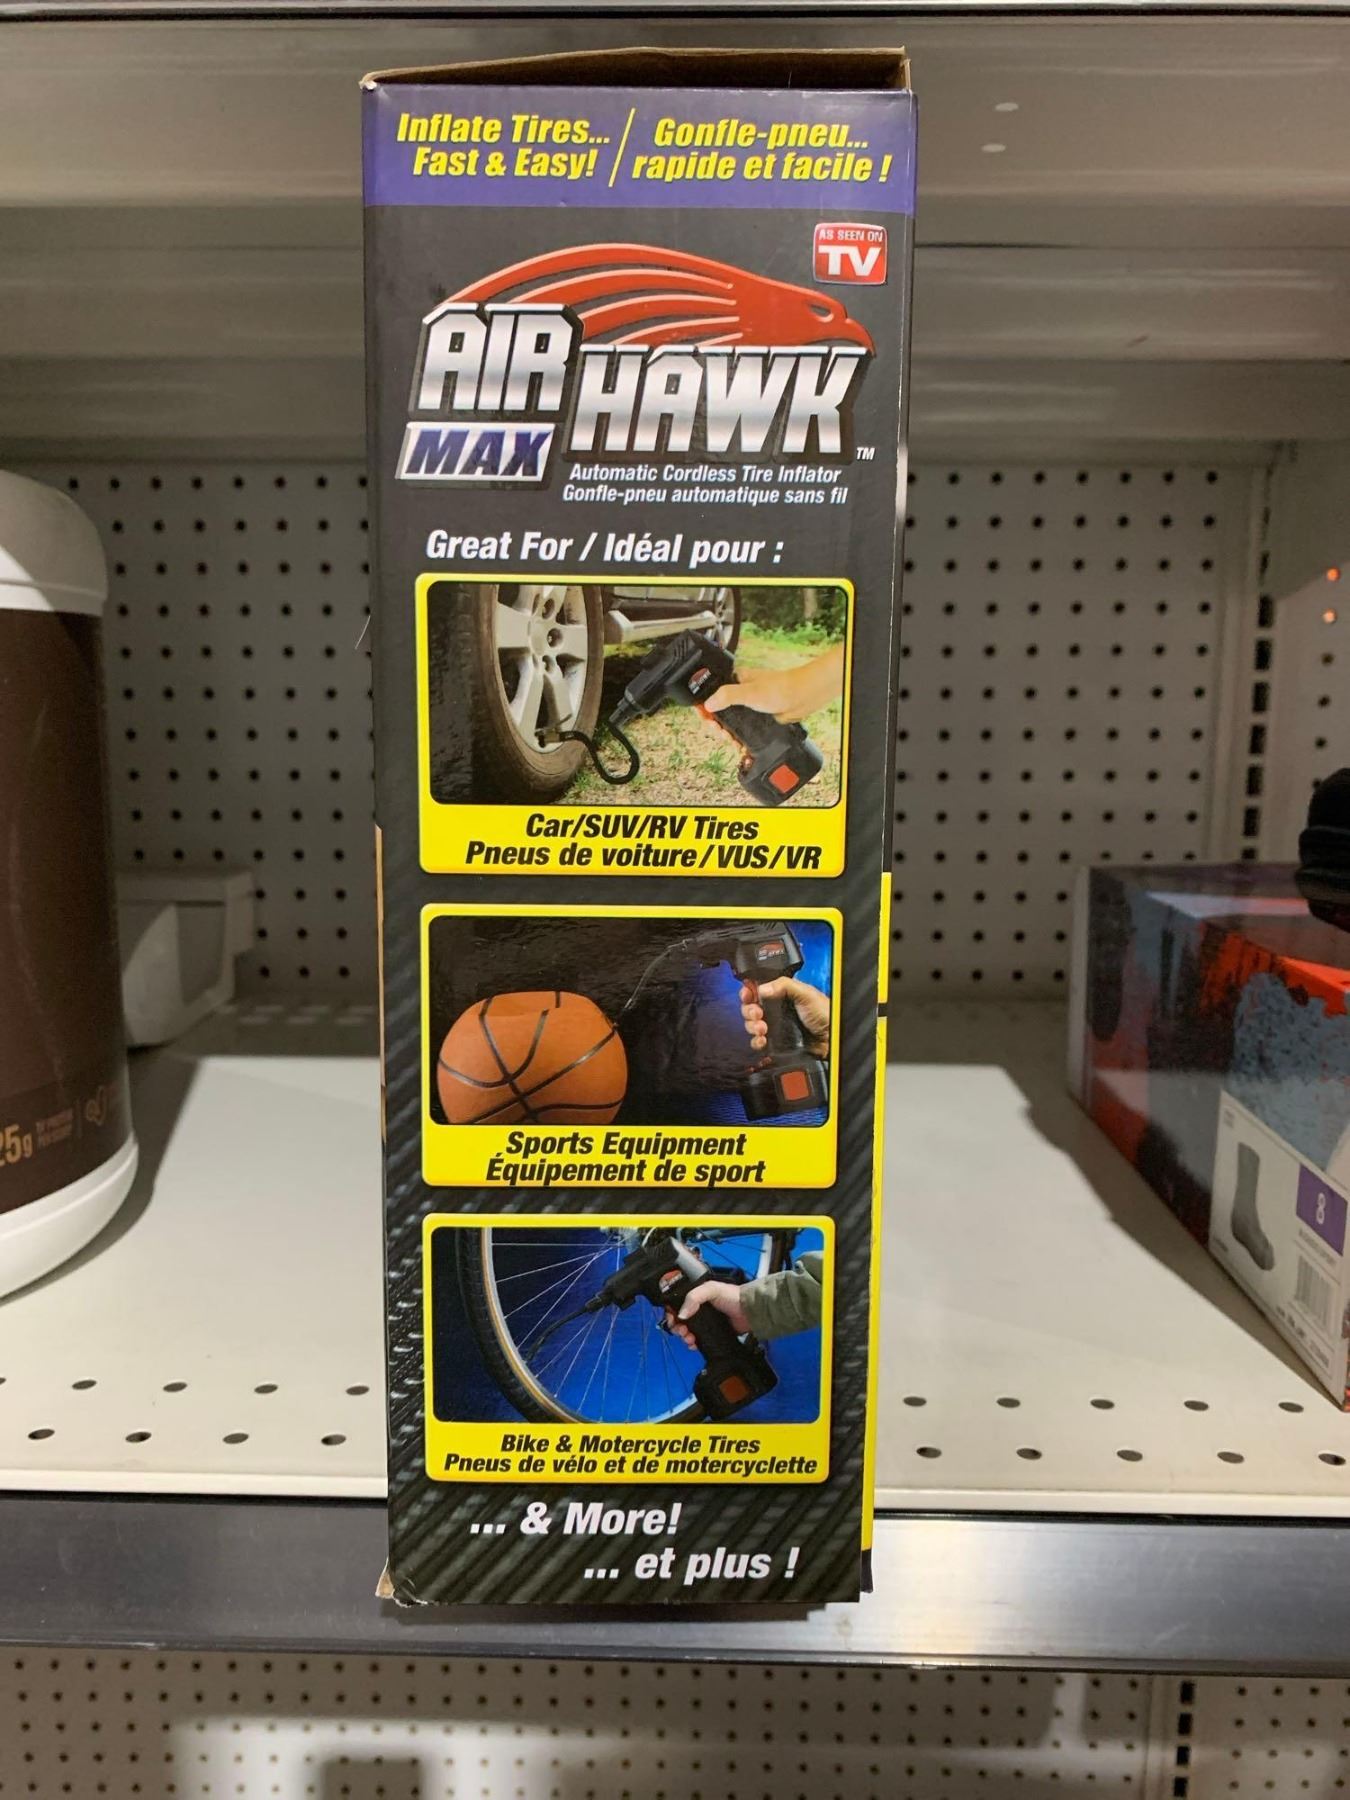 Inflate Tires...
Fast & Easy!
Gonfle-pneu...
rapide et facile !
AS SEEN ON
TV
AIR
HAWK
MAX
TM
Automatic Cordless Tire Inflator
Gonfle-pneu automatique sans fil
Great For / Idéal pour :
Car/SUV/RV Tires
Pneus de voiture/VUS/VR
Sports Equipment
Équipement de sport
Bike & Motercycle Tires
Pneus de vélo et de motercyclette
... & More!
... et plus !
25g
8